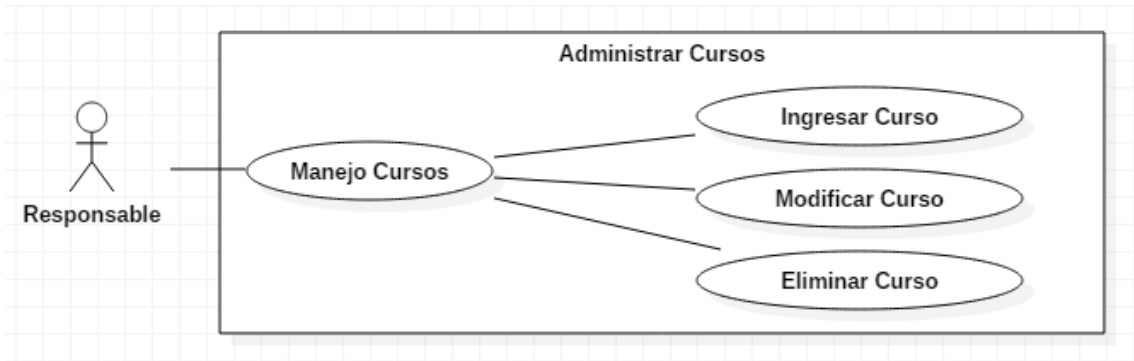 Administrar Cursos
Ingresar Curso
Manejo Cursos
Modificar Curso
Responsable
Eliminar Curso